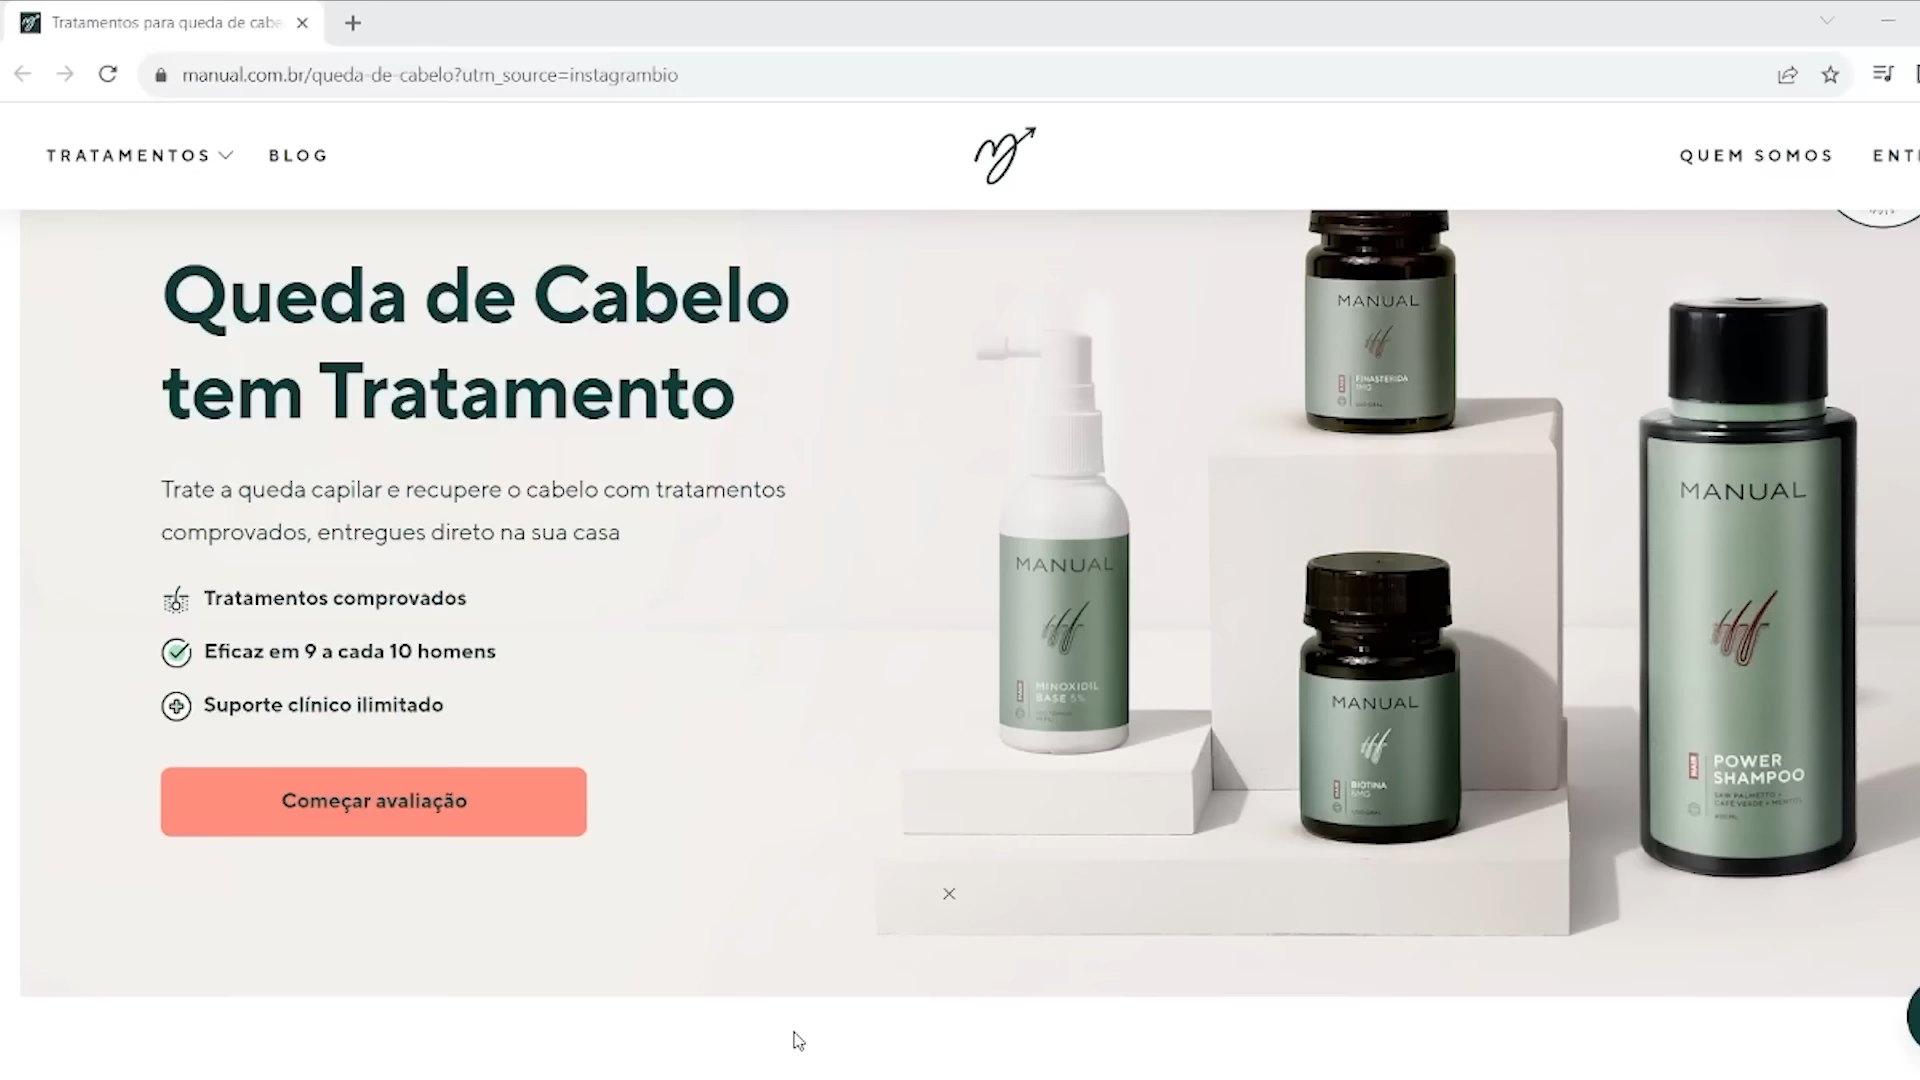 Tratamentos para queda de cabe
manual.com.br/queda-de-cabelo?utm_source=instagrambio
TRATAMENTOS
BLOG
QUEM SOMOS
ENT
Queda de Cabelo
tem Tratamento
Trate a queda capilar e recupere o cabelo com tratamentos
comprovados, entregues direto na sua casa
Tratamentos comprovados
Eficaz em 9 a cada 10 homens
Suporte clínico ilimitado
Começar avaliação
MANUAL
MINOXIDIL
BASE 5%
MANUAL
FINASTERIDA
1MG
MANUAL
BIOTINA
5MG
MANUAL
HAIR
POWER
SHAMPOO
SAW PALMETTO +
CAFÉ VERDE + MENTOL